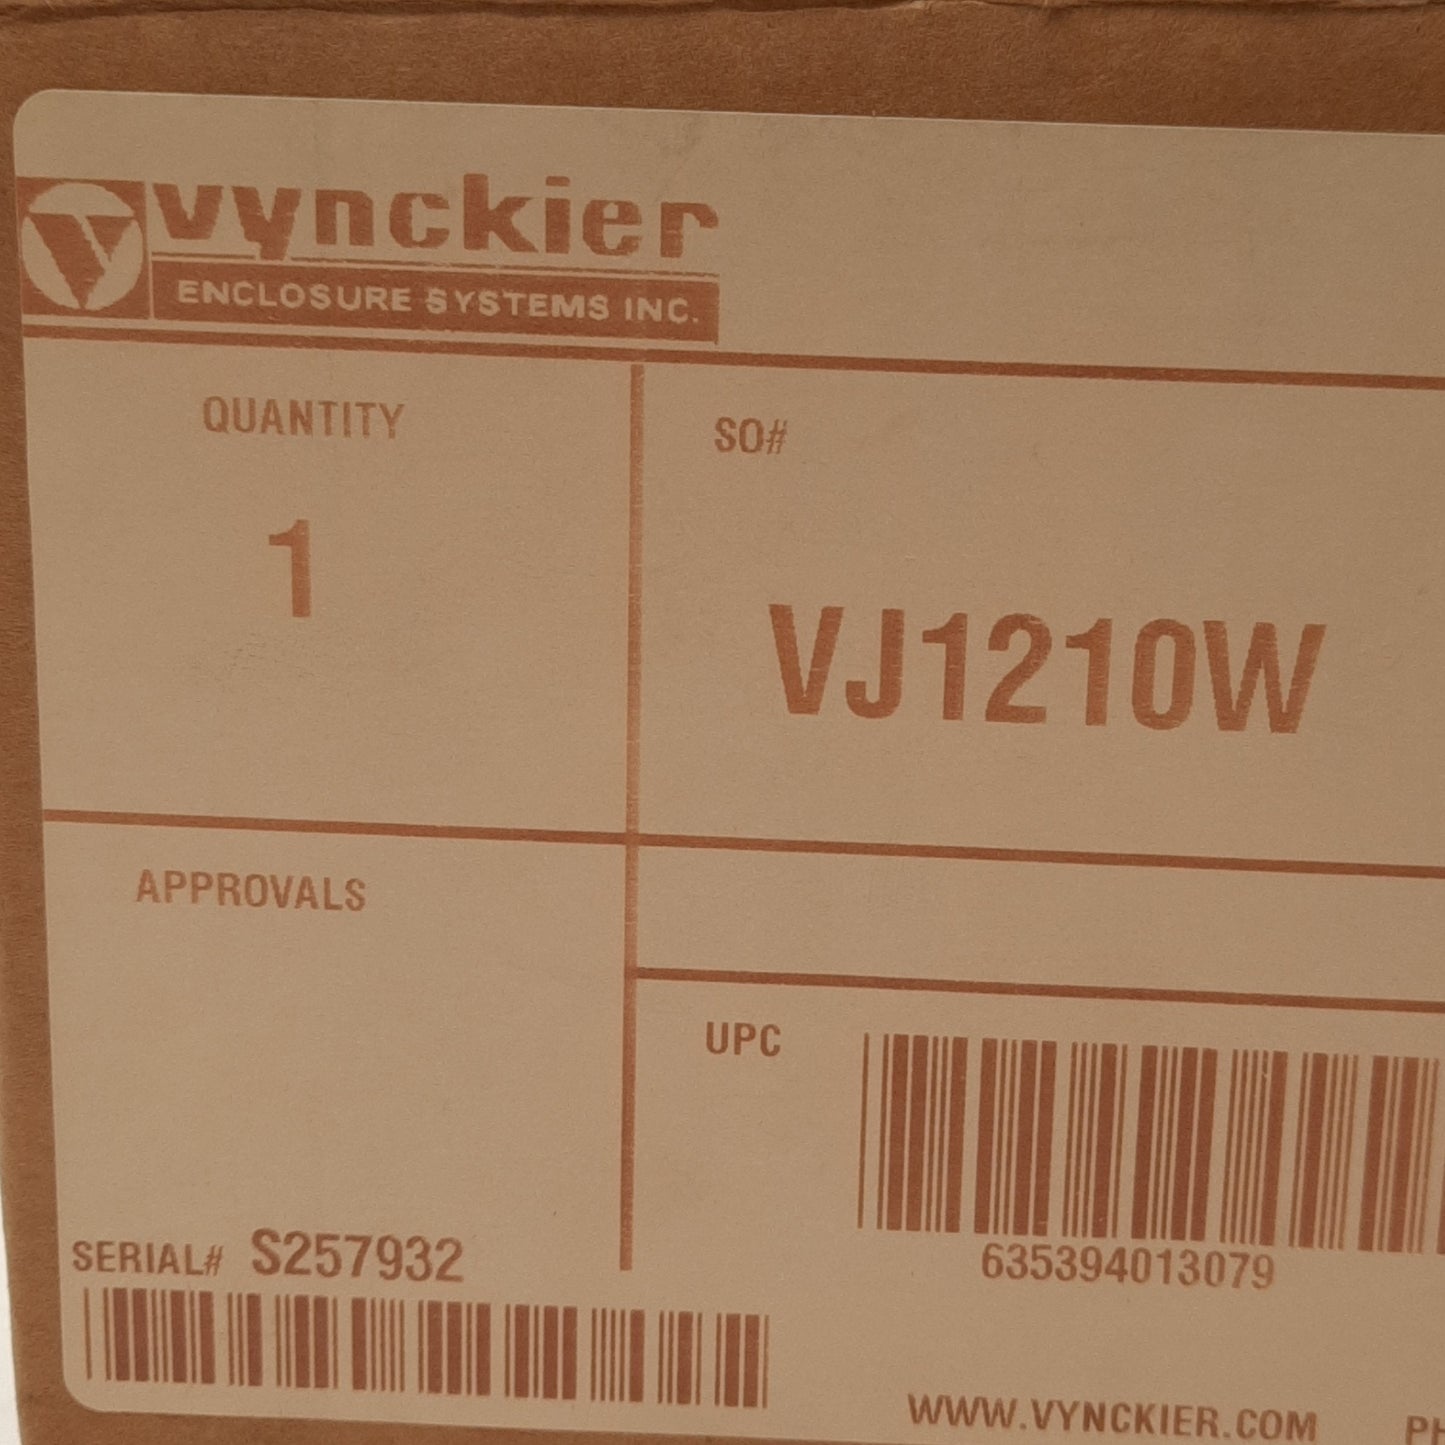 vynckier
ENCLOSURE SYSTEMS INC.
QUANTITY
1
SO#
VJ1210W
APPROVALS
UPC
635394013079
SERIAL# S257932
WWW.VYNCKIER.COM